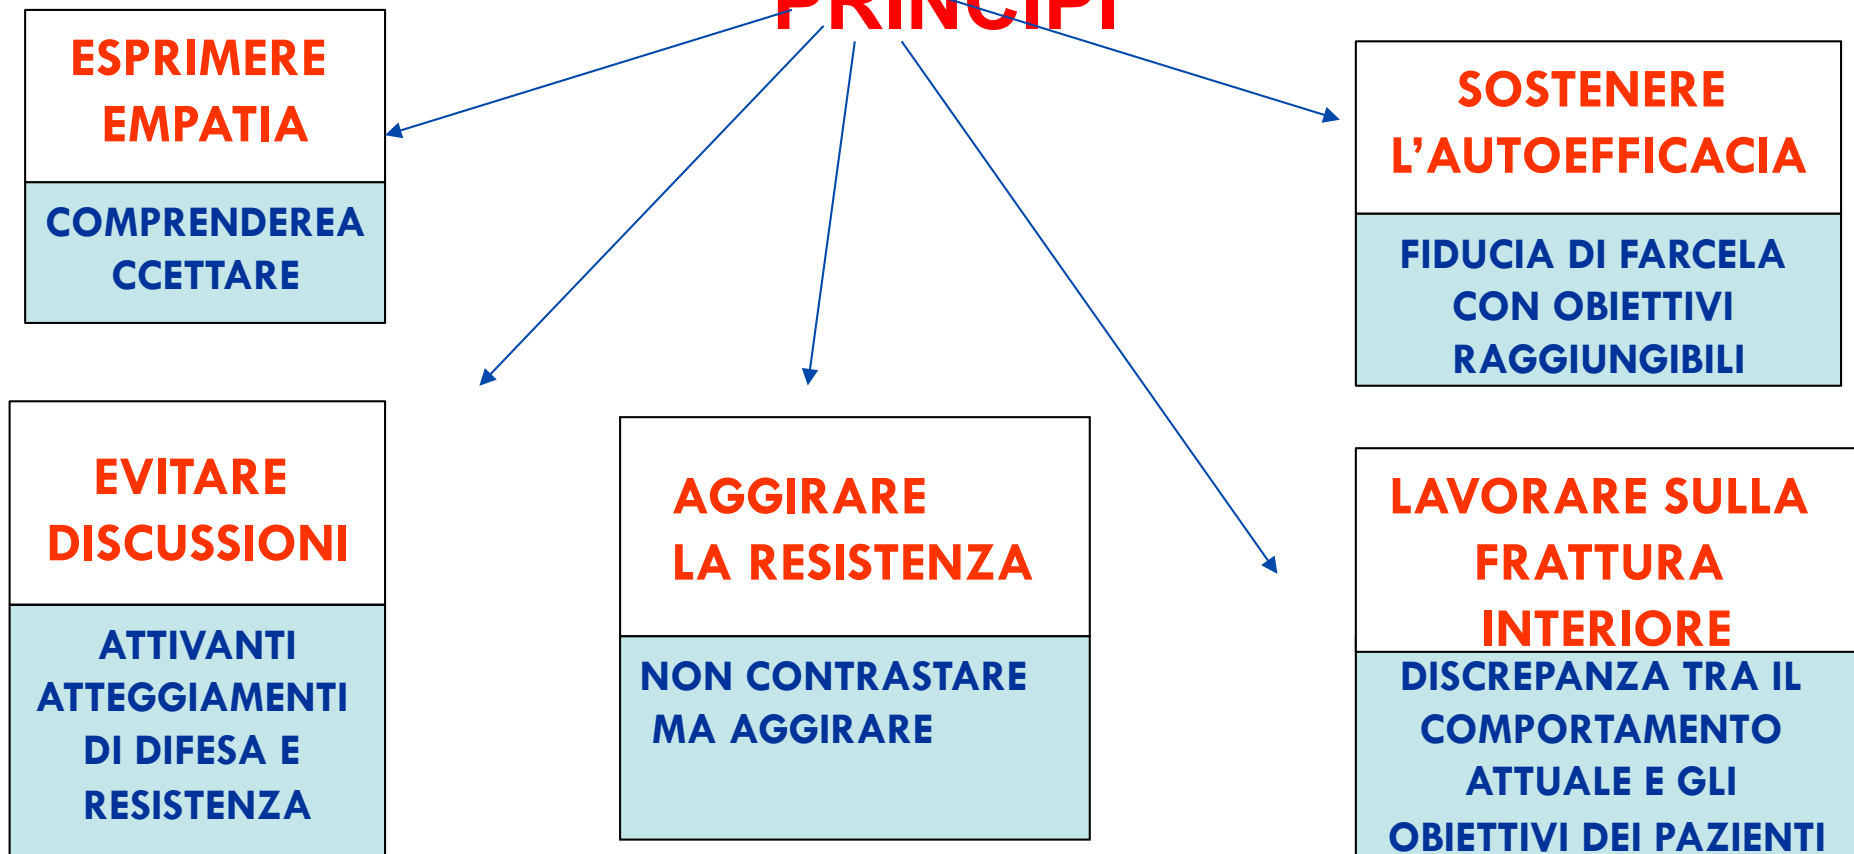 PRINCIPI
ESPRIMERE
EMPATIA
COMPRENDEREA
CCETTARE
SOSTENERE
L’AUTOEFFICACIA
FIDUCIA DI FARCELA
CON OBIETTIVI
RAGGIUNGIBILI
EVITARE
DISCUSSIONI
ATTIVANTI
ATTEGGIAMENTI
DI DIFESA E
RESISTENZA
AGGIRARE
LA RESISTENZA
NON CONTRASTARE
MA AGGIRARE
LAVORARE SULLA
FRATTURA
INTERIORE
DISCREPANZA TRA IL
COMPORTAMENTO
ATTUALE E GLI
OBIETTIVI DEI PAZIENTI